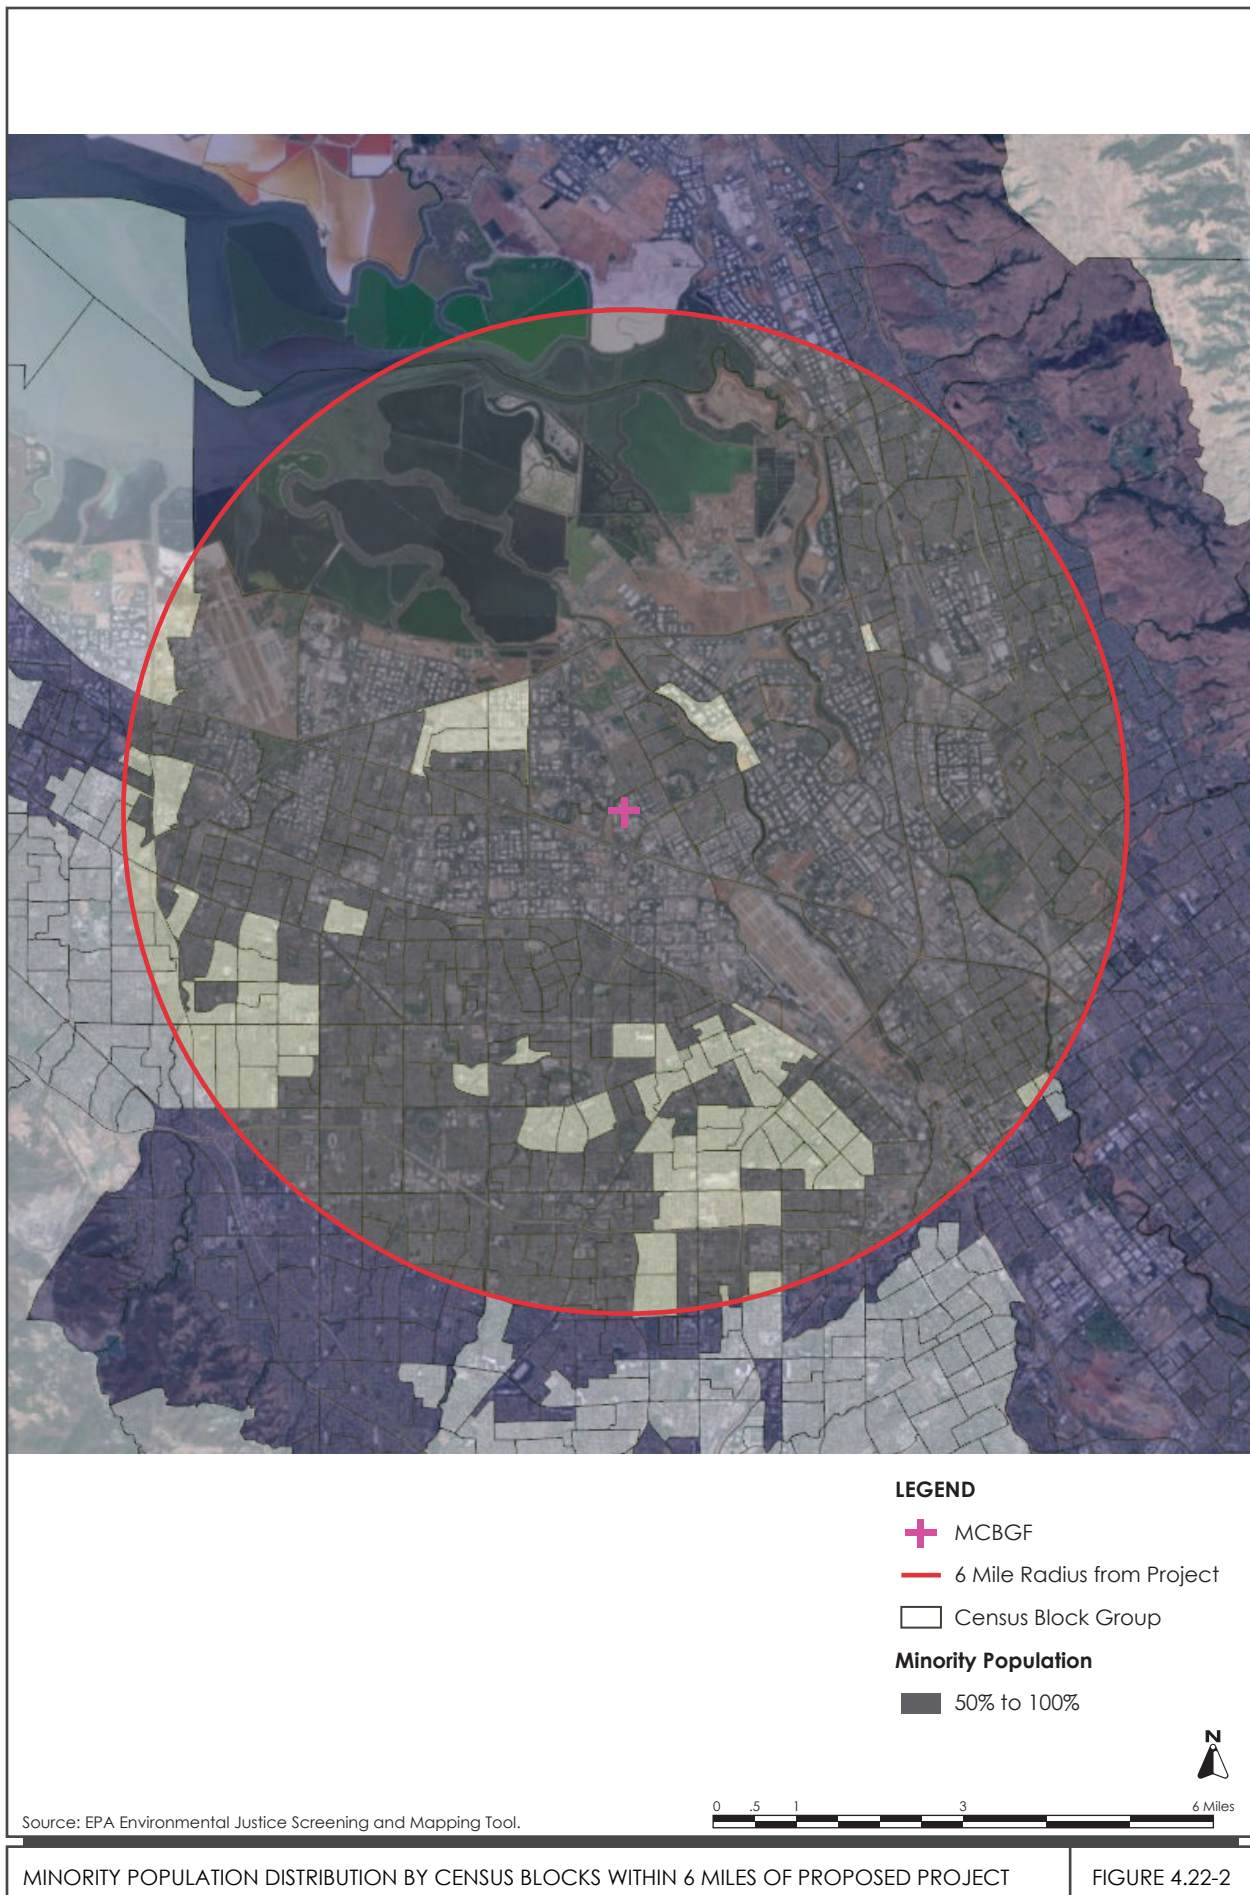 LEGEND
MCBGF
6 Mile Radius from Project
Census Block Group
Minority Population
50% to 100%
N
0 .5 1 3 6 Miles
Source: EPA Environmental Justice Screening and Mapping Tool.
MINORITY POPULATION DISTRIBUTION BY CENSUS BLOCKS WITHIN 6 MILES OF PROPOSED PROJECT
FIGURE 4.22-2